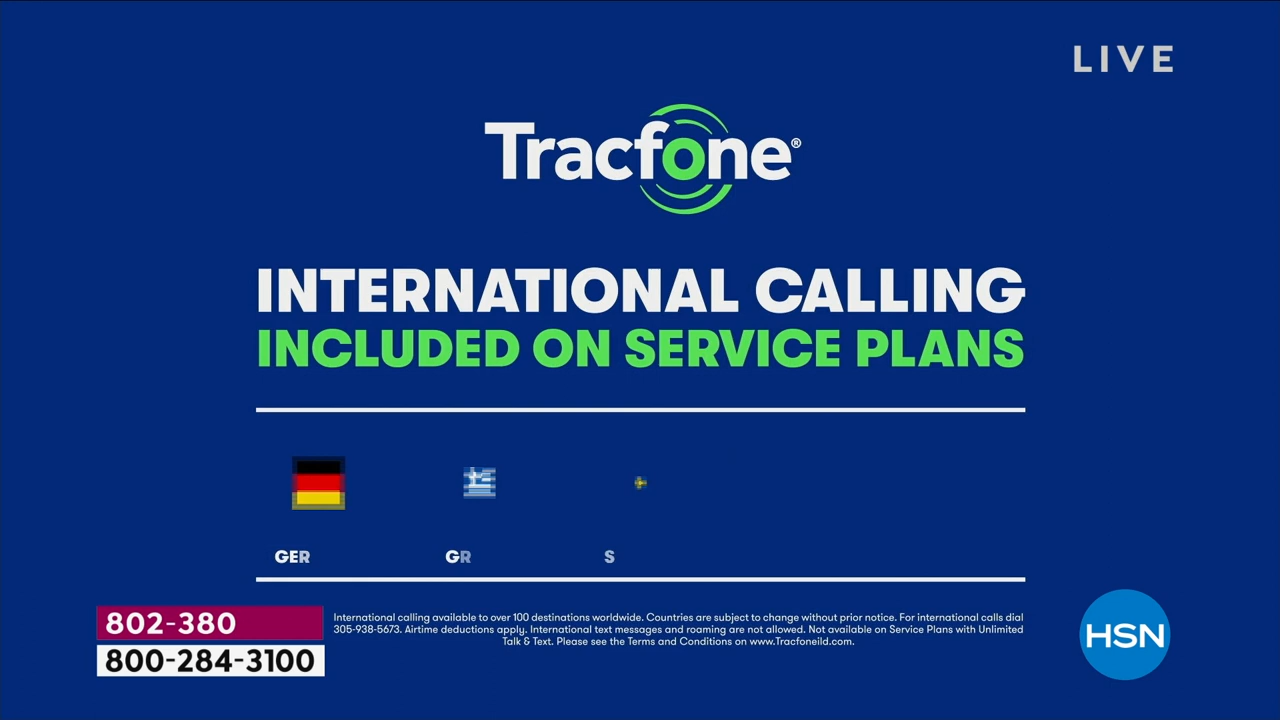 LIVE
Tracfone®
INTERNATIONAL CALLING
INCLUDED ON SERVICE PLANS
GER GR S
802-380
800-284-3100
International calling available to over 100 destinations worldwide. Countries are subject to change without prior notice. For international calls dial
305-938-5673. Airtime deductions apply. International text messages and roaming are not allowed. Not available on Service Plans with Unlimited
Talk & Text. Please see the Terms and Conditions on www.Tracfoneild.com.
HSN